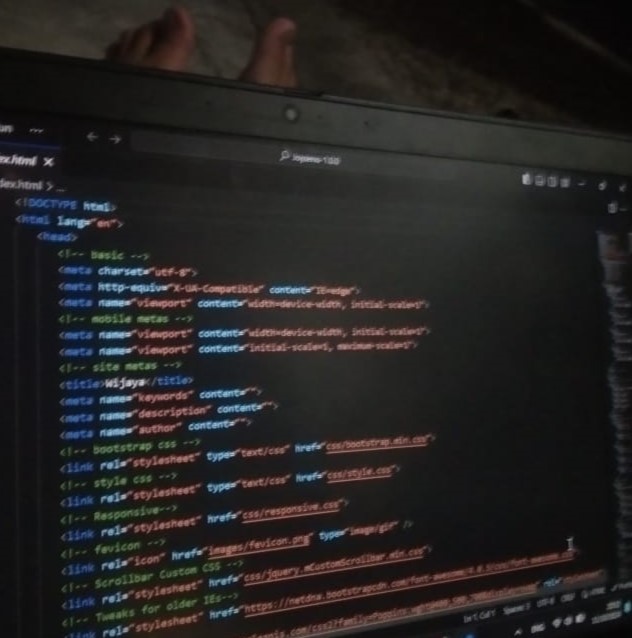 ex.html ×
dex.html > ...
<!DOCTYPE html>
<html lang="en">
<head>
<!-- basic -->
<meta charset="utf-8">
<meta http-equiv="X-UA-Compatible" content="IE=edge">
<meta name="viewport" content="width=device-width, initial-scale=1">
<!-- mobile metas -->
<meta name="viewport" content="width=device-width, initial-scale=1">
<meta name="viewport" content="initial-scale=1, maximum-scale=1">
<!-- site metas -->
<title>Wijaya</title>
<meta name="keywords" content="">
<meta name="description" content="">
<meta name="author" content="">
<!-- bootstrap css -->
<link rel="stylesheet" type="text/css" href="css/bootstrap.min.css">
<!-- style css -->
<link rel="stylesheet" type="text/css" href="css/style.css">
<!-- Responsive-->
<link rel="stylesheet" href="css/responsive.css">
<!-- fevicon -->
<link rel="icon" href="images/fevicon.png" type="image/gif" />
<!-- Scrollbar Custom CSS -->
<link rel="stylesheet" href="css/jquery.mCustomScrollbar.min.css">
<!-- Tweaks for older IEs-->
<link rel="stylesheet" href="https://netdna.bootstrapcdn.com/font-awesome/4.0.3/css/font-awesome.css">